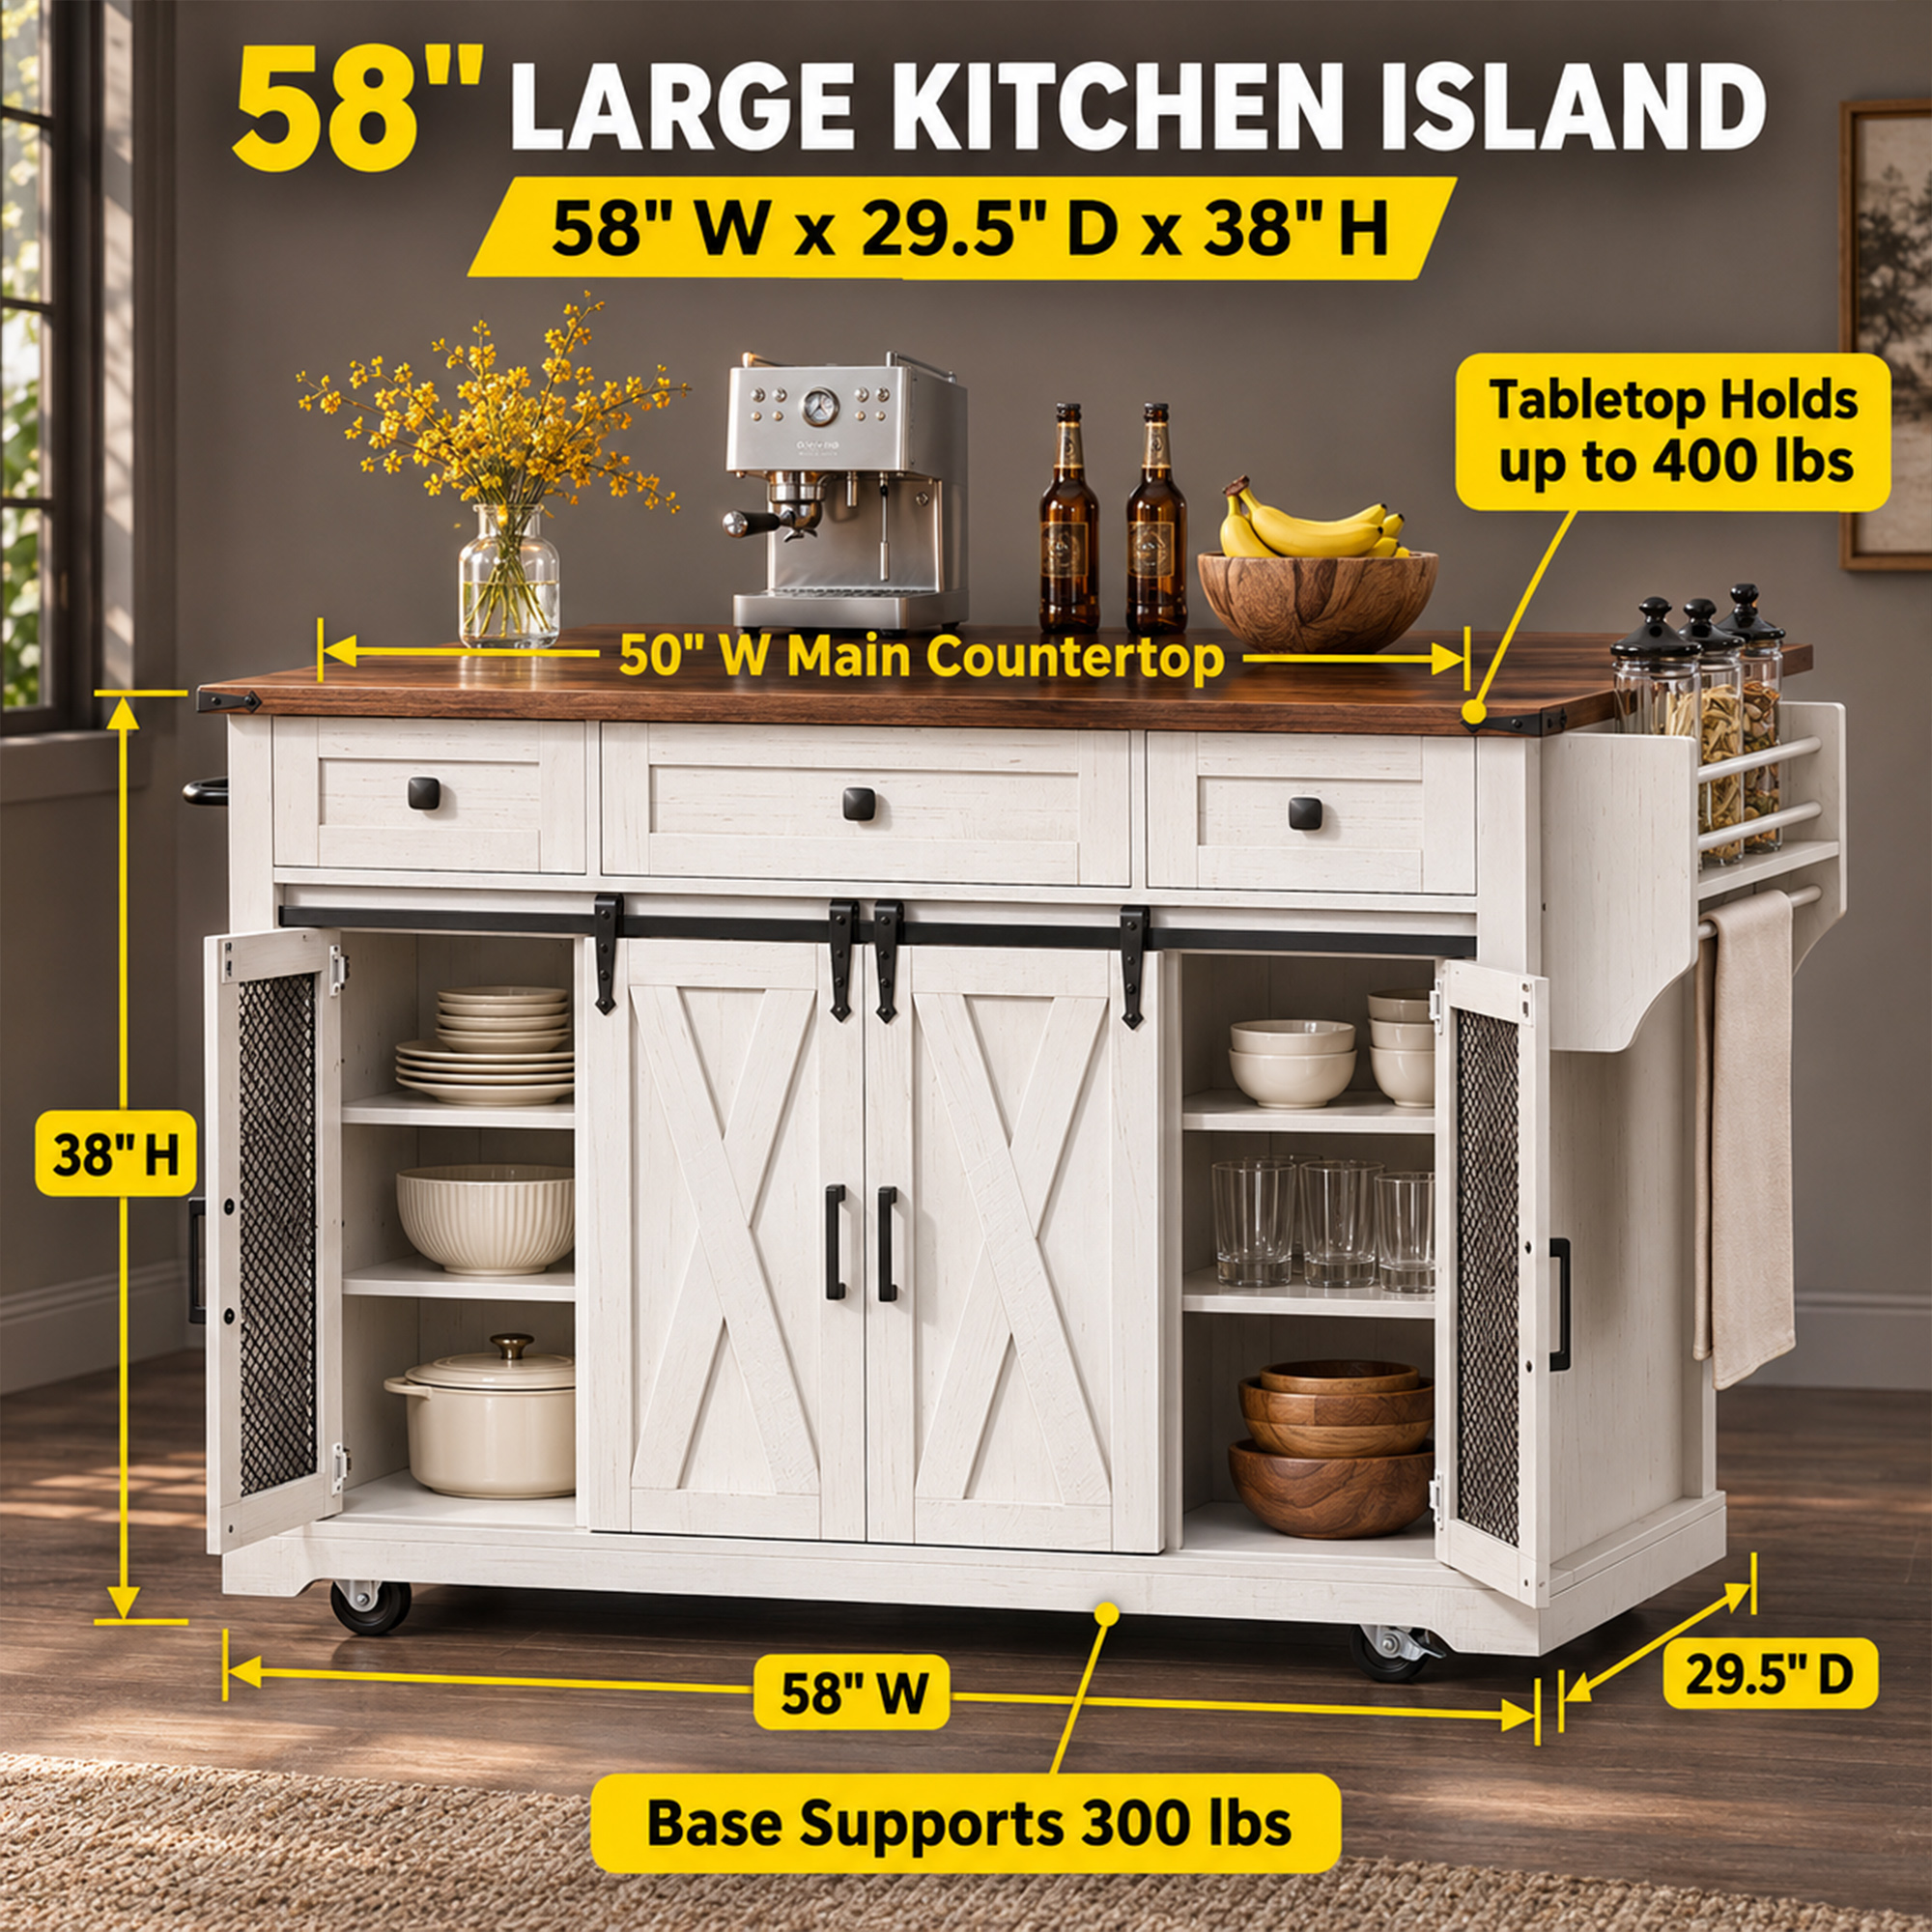 58" LARGE KITCHEN ISLAND
58" W x 29.5" D x 38" H
Tabletop Holds
up to 400 lbs
50" W Main Countertop
38" H
29.5" D
58" W
Base Supports 300 lbs